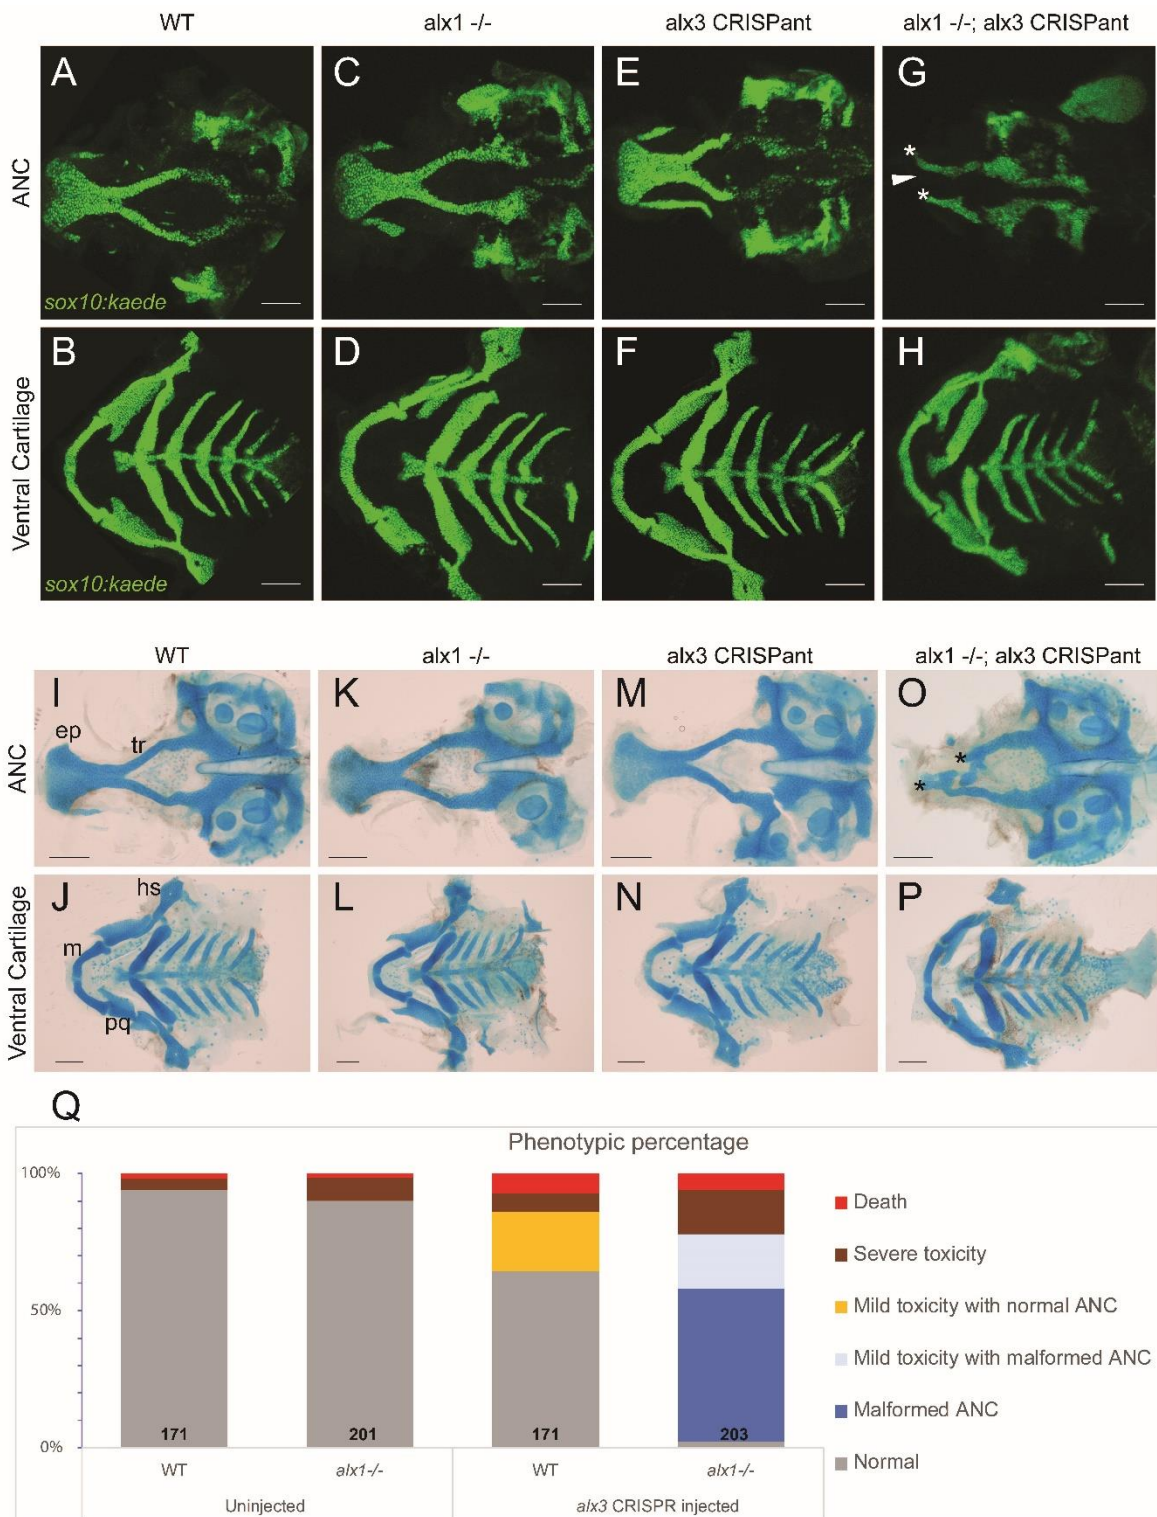 WT alx1 -/- alx3 CRISPant alx1 -/-; alx3 CRISPant
ANC
A C E G
* *
sox10:kaede
Ventral Cartilage
B D F H
sox10:kaede
WT alx1 -/- alx3 CRISPant alx1 -/-; alx3 CRISPant
ANC
I K M O
ep tr
* *
Ventral Cartilage
J L N P
hs
m
pq
Q
Phenotypic percentage
100%
50%
0%
171 201 171 203
WT alx1-/- WT alx1-/-
Uninjected alx3 CRISPR injected
Death
Severe toxicity
Mild toxicity with normal ANC
Mild toxicity with malformed ANC
Malformed ANC
Normal